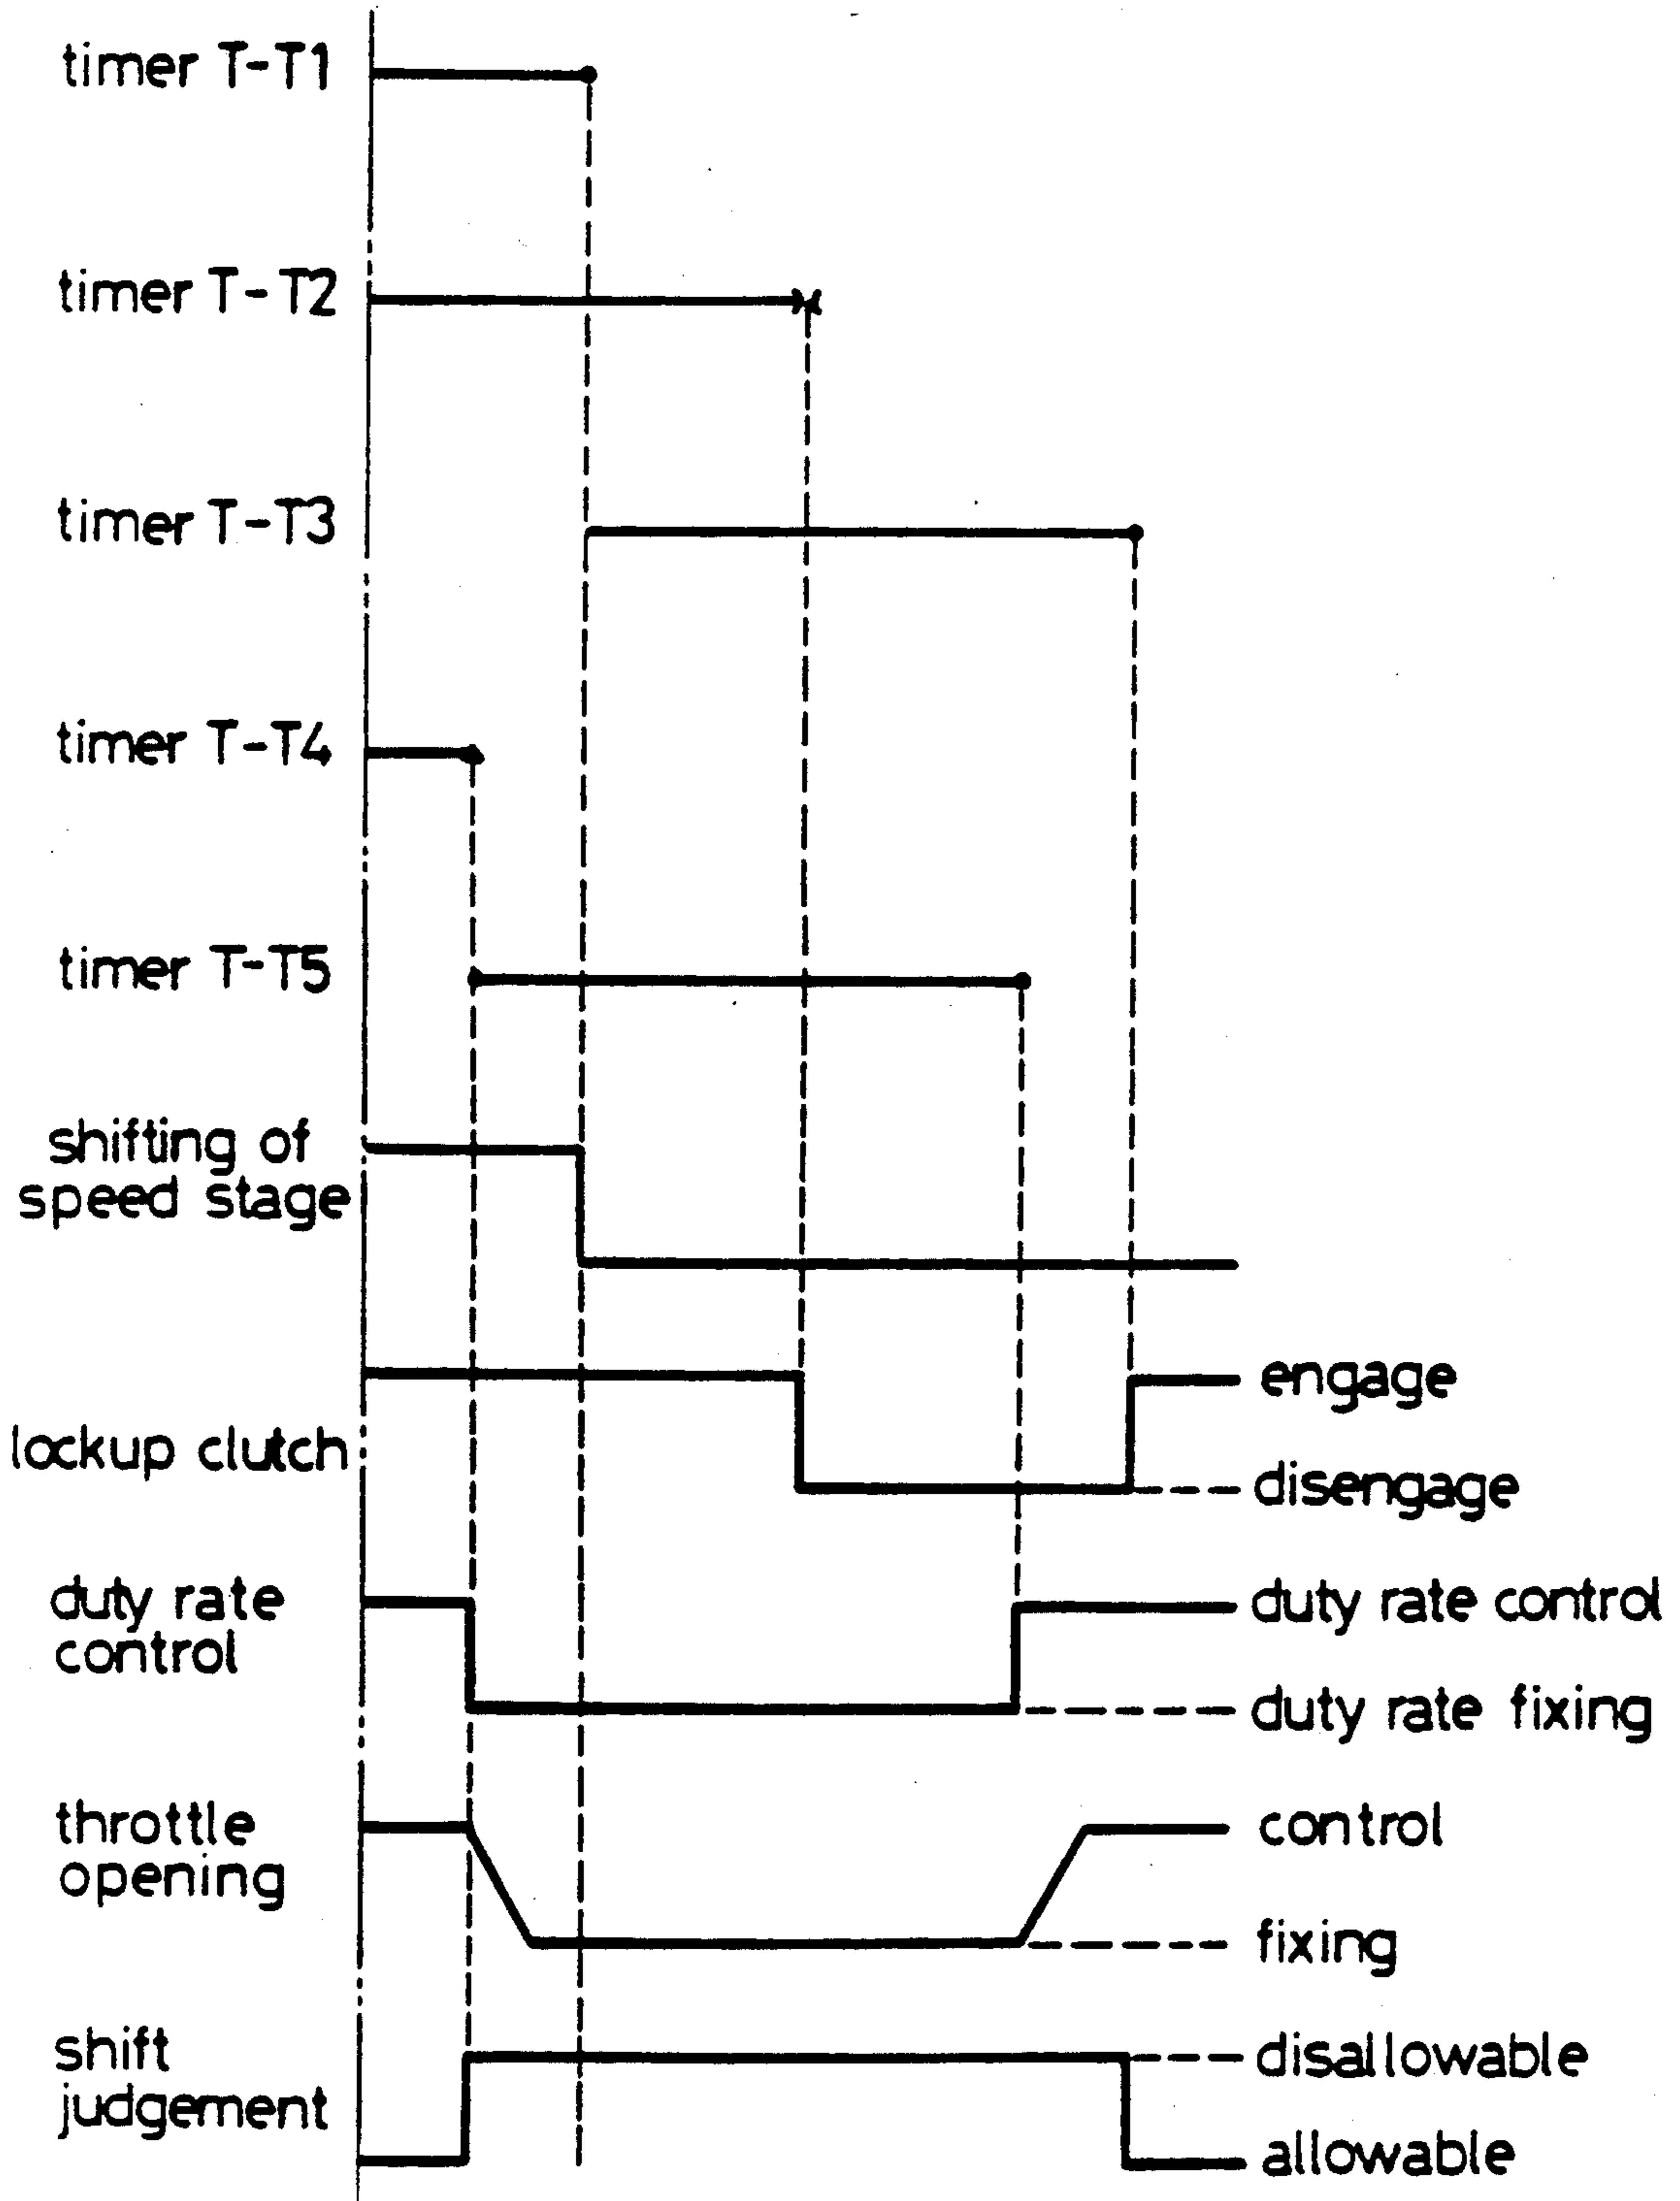 timer T-T1
timer T-T2
timer T-T3
timer T-T4
timer T-T5
shifting of
speed stage
engage
lockup clutch
disengage
duty rate
control
duty rate control
duty rate fixing
throttle
opening
control
fixing
shift
judgement
disallowable
allowable